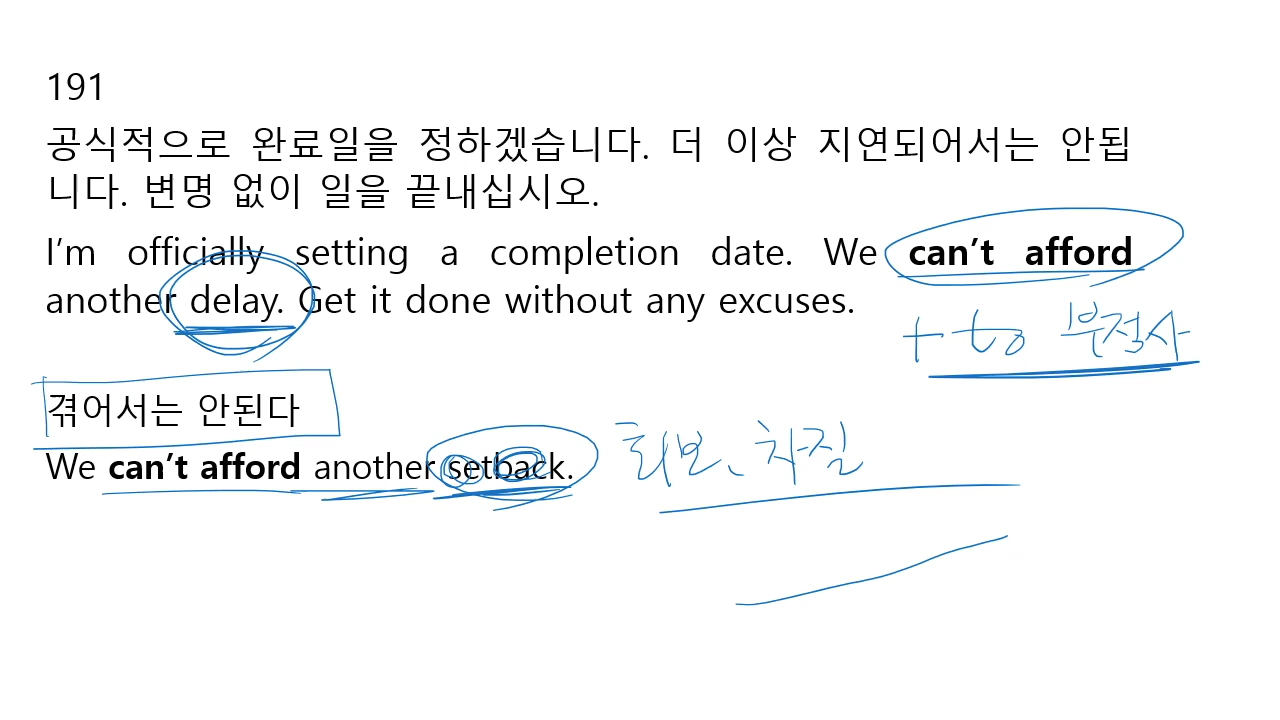 191
공식적으로 완료일을 정하겠습니다. 더 이상 지연되어서는 안됩
니다. 변명 없이 일을 끝내십시오.
I’m officially setting a completion date. We can’t afford
another delay. Get it done without any excuses.
+ to 부정사
겪어서는 안된다
We can’t afford another setback.
차질